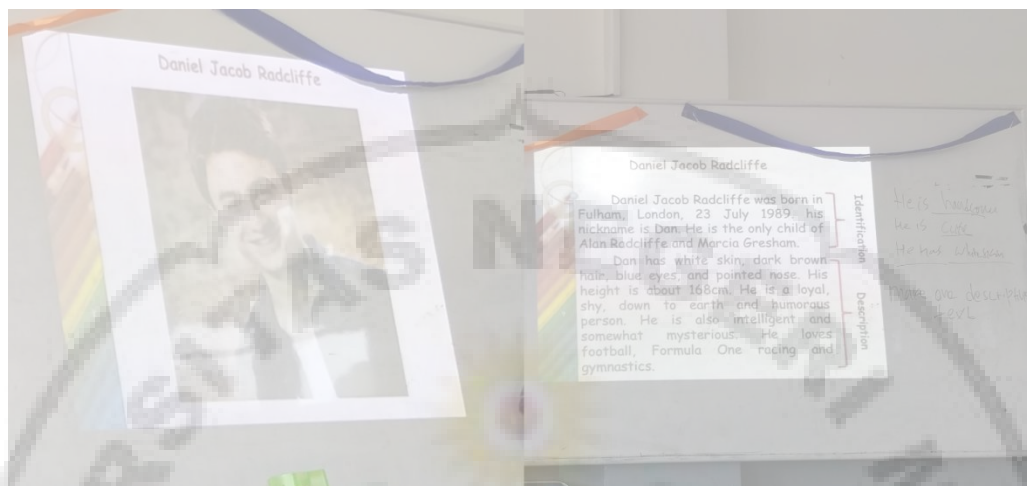 Daniel Jacob Radcliffe
Daniel Jacob Radcliffe
Daniel Jacob Radcliffe was born in
Fulham, London, 23 July 1989, his
nickname is Dan. He is the only child of
Alan Radcliffe and Marcia Gresham.
Dan has white skin, dark brown
hair, blue eyes, and pointed nose. His
height is about 168cm. He is a loyal,
shy, down to earth and humorous
person. He is also intelligent and
somewhat mysterious. He loves
football, Formula One racing and
gymnastics.
Identification
Description
He is handsome
He is cute
He has
one descrip